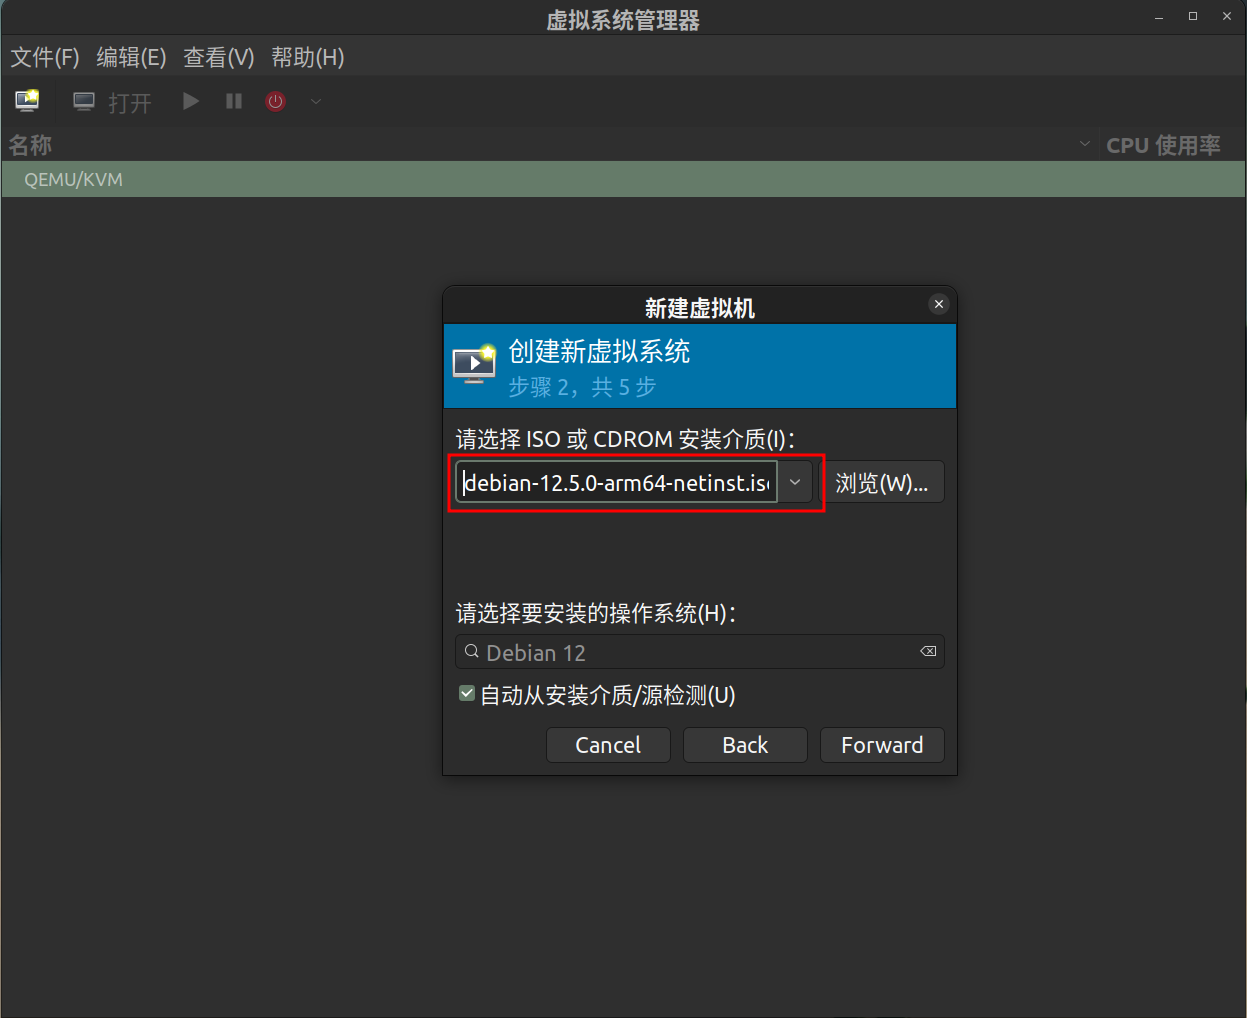 虚拟系统管理器
文件(F) 编辑(E) 查看(V) 帮助(H)
打开
名称 CPU 使用率
QEMU/KVM
新建虚拟机
创建新虚拟系统
步骤 2，共 5 步
请选择 ISO 或 CDROM 安装介质(I)：
debian-12.5.0-arm64-netinst.iso 浏览(W)...
请选择要安装的操作系统(H)：
Debian 12
自动从安装介质/源检测(U)
Cancel Back Forward